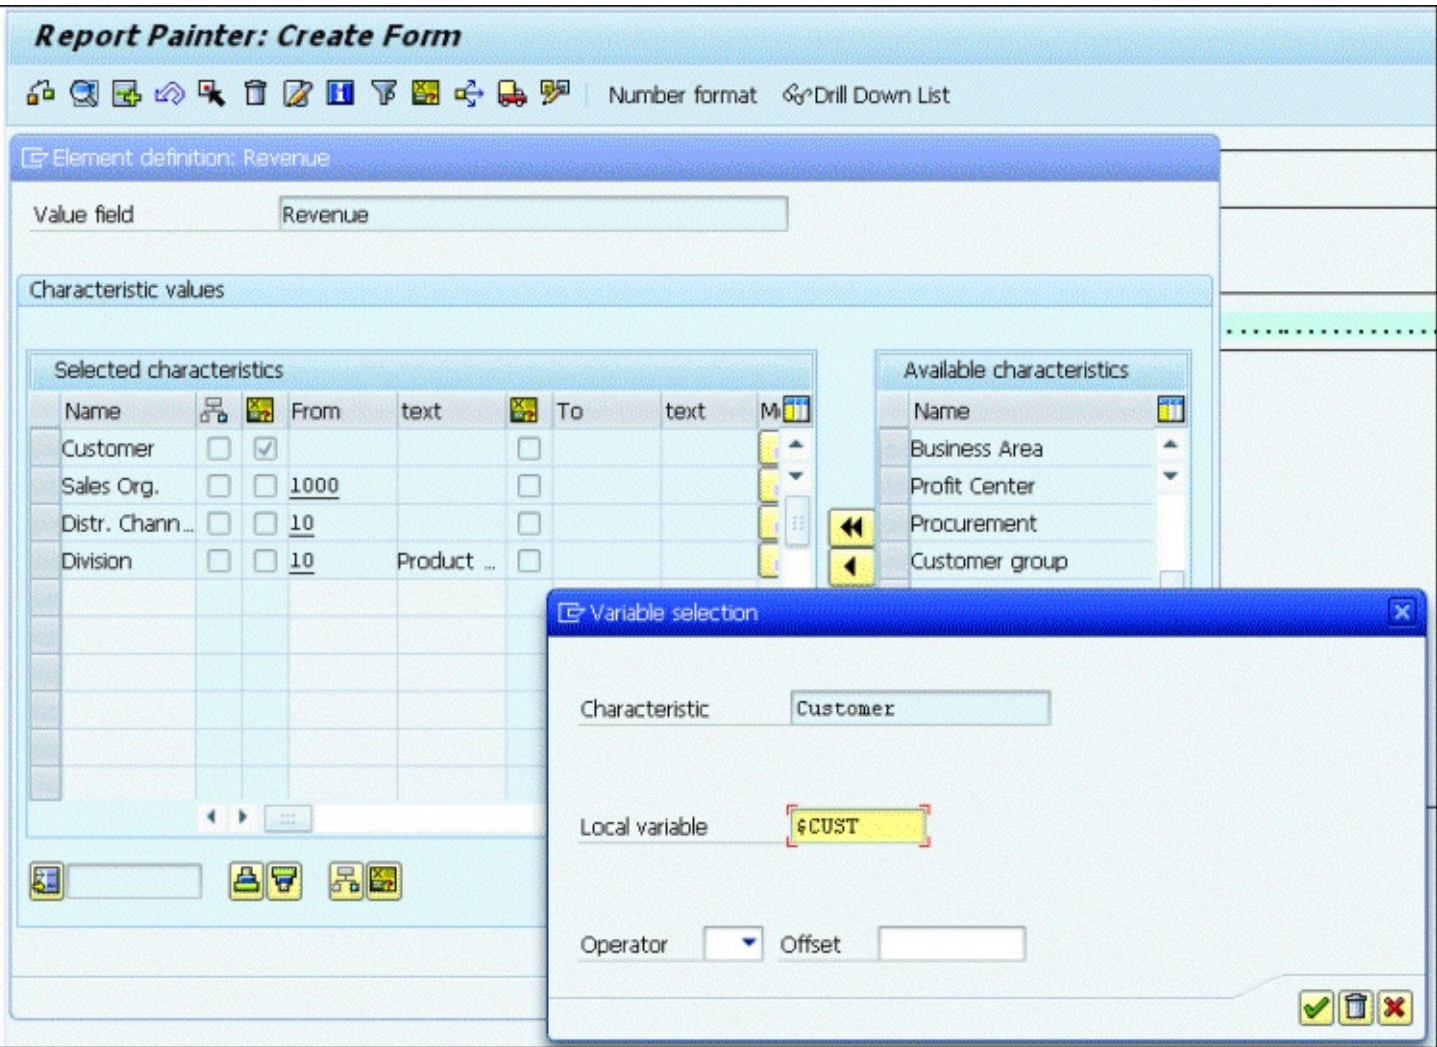 Report Painter: Create Form
Number format Drill Down List
Element definition: Revenue
Value field Revenue
Characteristic values
Selected characteristics
Name From text To text M
Customer
Sales Org. 1000
Distr. Chann... 10
Division 10 Product ...
Available characteristics
Name
Business Area
Profit Center
Procurement
Customer group
Variable selection
Characteristic Customer
Local variable &CUST
Operator Offset